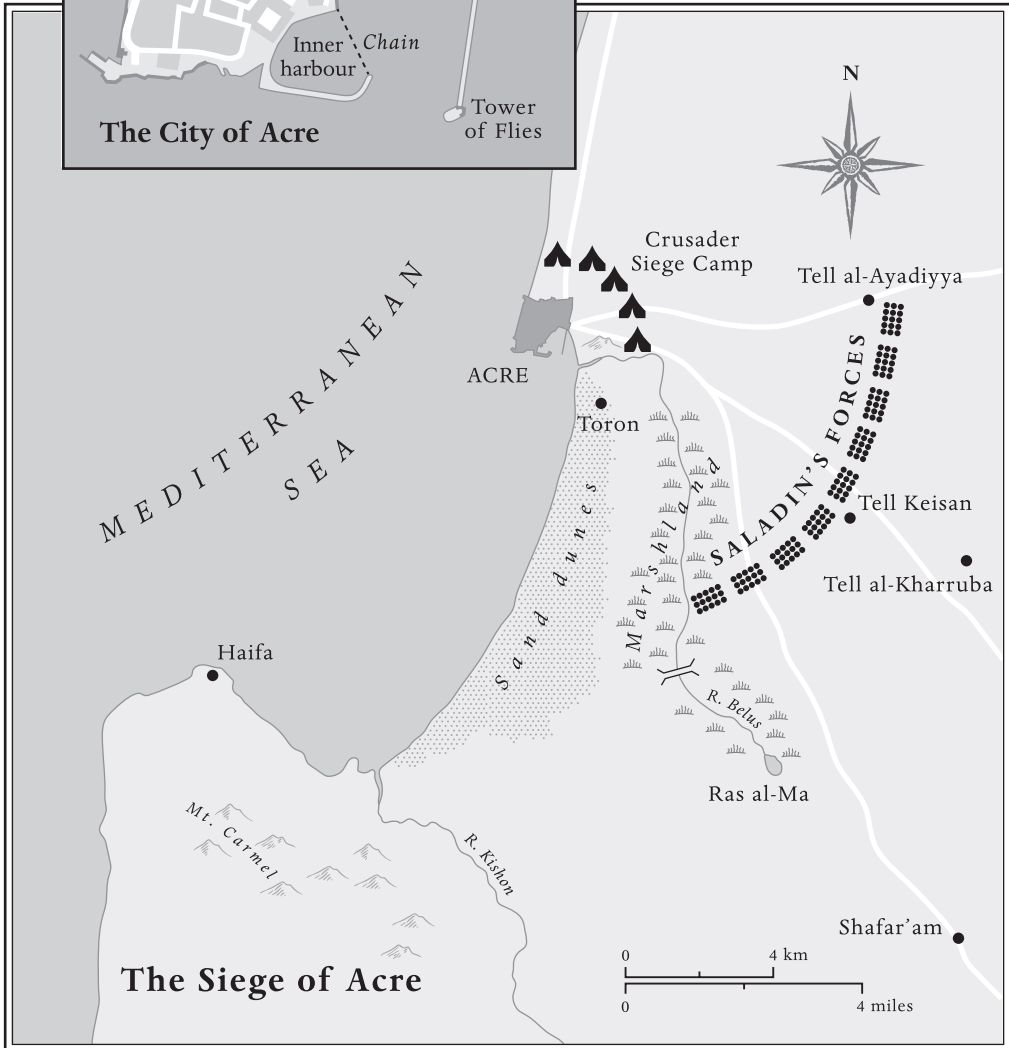 Inner
harbour
Chain
Tower
of Flies
The City of Acre
N
Crusader
Siege Camp
Tell al-Ayadiyya
MEDITERRANEAN
SEA
ACRE
Toron
SALADIN’S FORCES
Tell Keisan
Tell al-Kharruba
Sand dunes
Marshland
Haifa
R. Belus
Ras al-Ma
Mt. Carmel
R. Kishon
Shafar’am
The Siege of Acre
0 4 km
0 4 miles